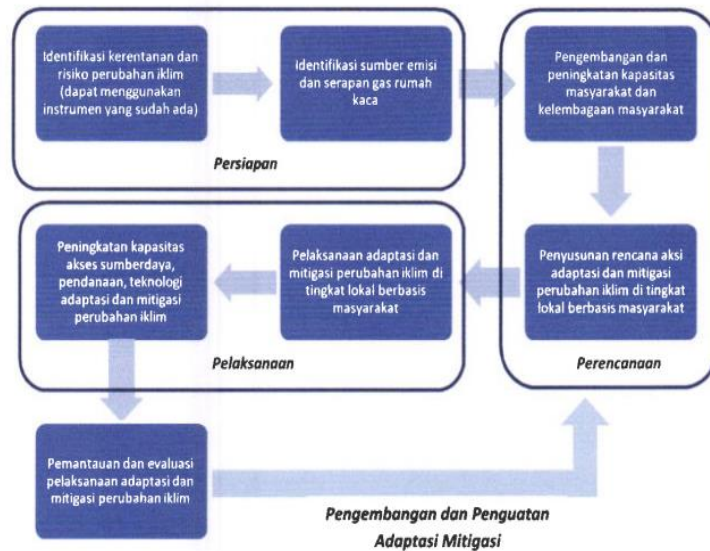 Identifikasi kerentanan dan
risiko perubahan iklim
(dapat menggunakan
instrumen yang sudah ada)
Identifikasi sumber emisi
dan serapan gas rumah
kaca
Persiapan
Pengembangan dan
peningkatan kapasitas
masyarakat dan
kelembagaan masyarakat
Penyusunan rencana aksi
adaptasi dan mitigasi
perubahan iklim di tingkat
lokal berbasis masyarakat
Perencanaan
Pelaksanaan adaptasi dan
mitigasi perubahan iklim di
tingkat lokal berbasis
masyarakat
Peningkatan kapasitas
akses sumberdaya,
pendanaan, teknologi
adaptasi dan mitigasi
perubahan iklim
Pelaksanaan
Pemantauan dan evaluasi
pelaksanaan adaptasi dan
mitigasi perubahan iklim
Pengembangan dan Penguatan
Adaptasi Mitigasi